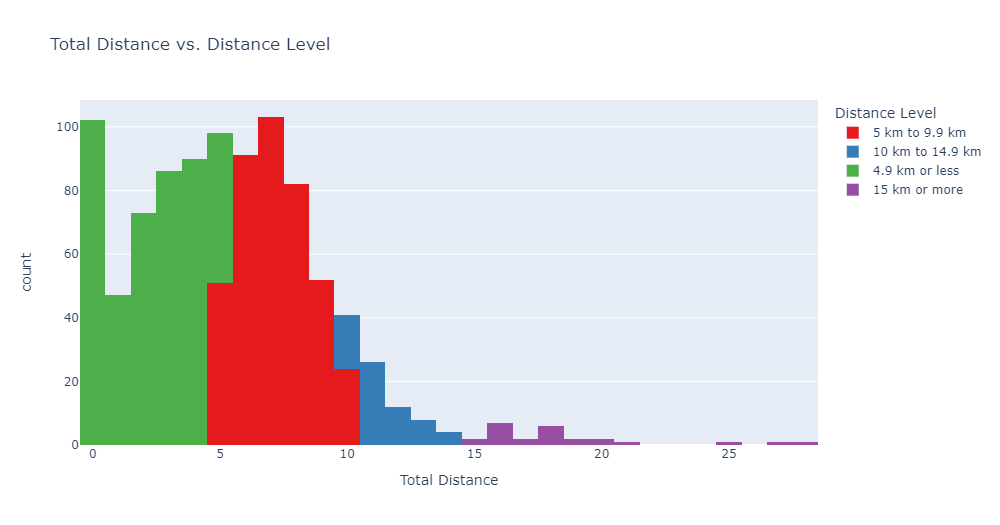 Total Distance vs. Distance Level
Distance Level
5 km to 9.9 km
10 km to 14.9 km
4.9 km or less
15 km or more
100
80
60
40
20
0
count
0 5 10 15 20 25
Total Distance